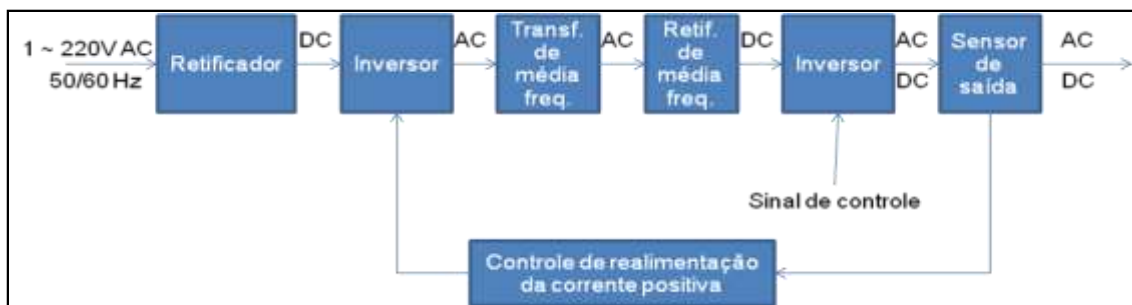 1 ~ 220V AC
50/60 Hz
Retificador
DC
Inversor
AC
Transf.
de
média
freq.
AC
Retif.
de
média
freq.
DC
Inversor
AC
DC
Sensor
de
saída
AC
DC
Sinal de controle
Controle de realimentação
da corrente positiva